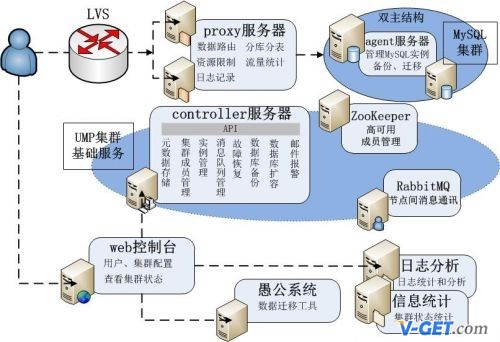 LVS
proxy服务器
数据路由 分库分表
资源限制 流量统计
日志记录
双主结构
agent服务器
管理MySQL实例
备份、迁移
MySQL
集群
controller服务器
API
元数据存储
集群成员管理
实例管理
消息队列管理
故障恢复
数据库备份
数据库扩容
邮件报警
ZooKeeper
高可用
成员管理
UMP集群
基础服务
RabbitMQ
节点间消息通讯
web控制台
用户、集群配置
查看集群状态
愚公系统
数据迁移工具
日志分析
日志统计和分析
信息统计
集群状态统计
V-GET.com